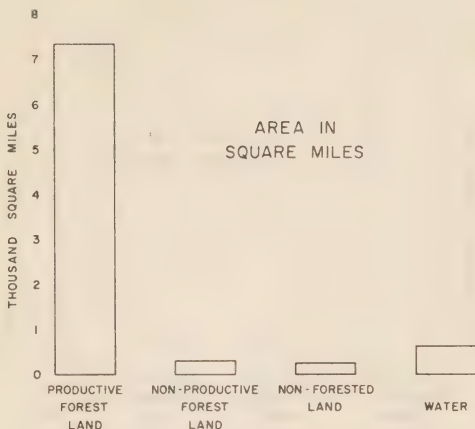 8
7
6
5
4
3
2
1
0
THOUSAND SQUARE MILES
AREA IN
SQUARE MILES
PRODUCTIVE
FOREST
LAND
NON-PRODUCTIVE
FOREST
LAND
NON-FORESTED
LAND
WATER